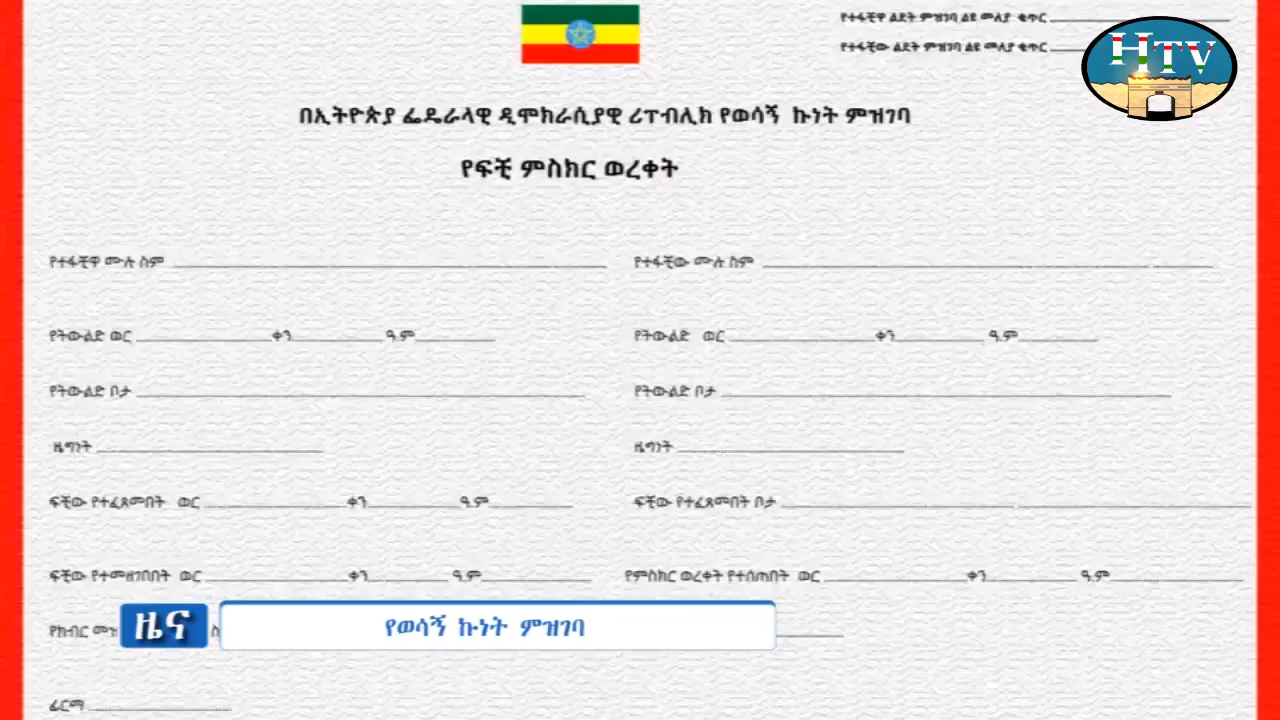 የተፋቺዋ ልደት ምዝገባ ልዩ መለያ ቁጥር
የተፋቺው ልደት ምዝገባ ልዩ መለያ ቁጥር
HTV
በኢትዮጵያ ፌዴራላዊ ዲሞክራሲያዊ ሪፐብሊክ የወሳኝ ኩነት ምዝገባ
የፍቺ ምስክር ወረቀት
የተፋቺዋ ሙሉ ስም የተፋቺው ሙሉ ስም
የትውልድ ወር ቀን ዓ.ም የትውልድ ወር ቀን ዓ.ም
የትውልድ ቦታ የትውልድ ቦታ
ዜግነት ዜግነት
ፍቺው የተፈጸመበት ወር ቀን ዓ.ም ፍቺው የተፈጸመበት ቦታ
ፍቺው የተመዘገበበት ወር ቀን ዓ.ም የምስክር ወረቀት የተሰጠበት ወር ቀን ዓ.ም
የክብር
ዜና የወሳኝ ኩነት ምዝገባ
ፊርማ